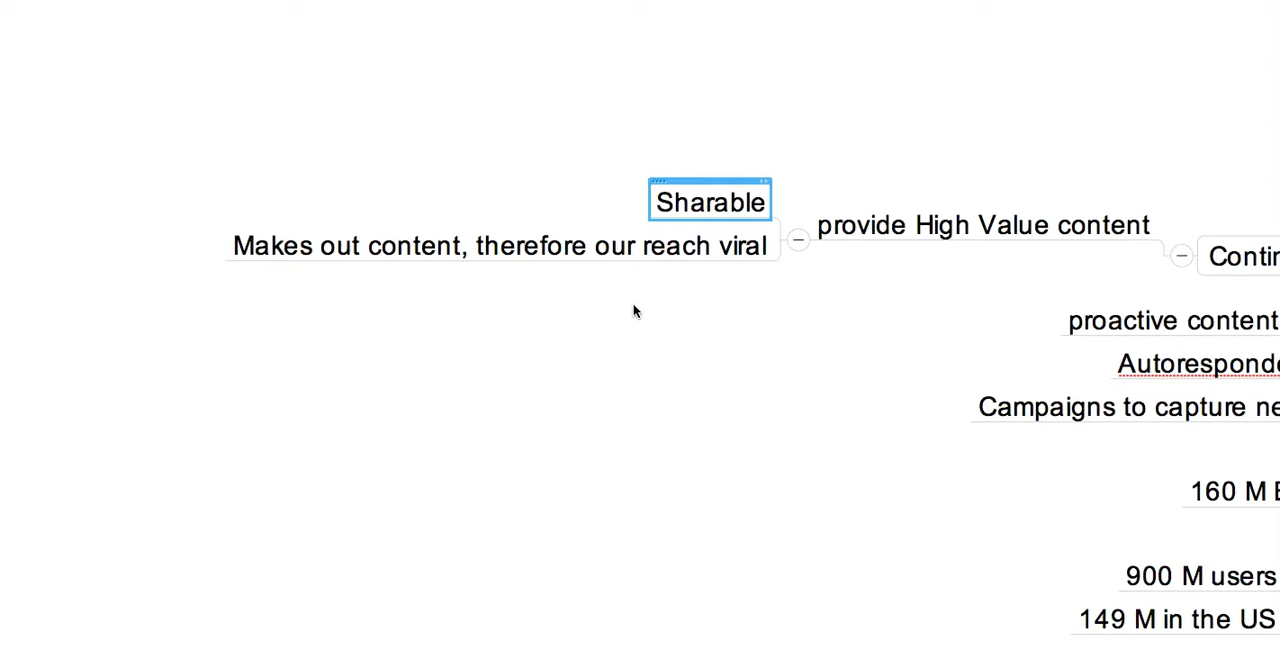 Sharable
provide High Value content
Makes out content, therefore our reach viral
proactive content
Campaigns to capture
160 M
900 M users
149 M in the US